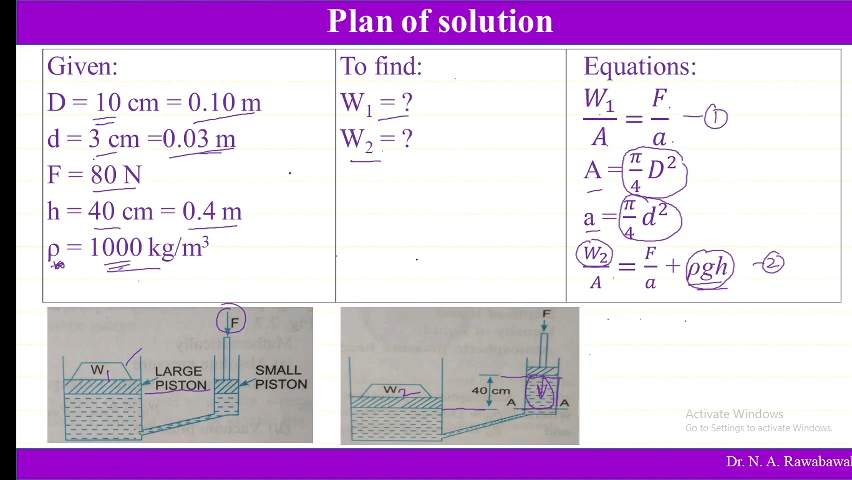 Plan of solution
Given:
D = 10 cm = 0.10 m
d = 3 cm =0.03 m
F = 80 N
h = 40 cm = 0.4 m
ρ = 1000 kg/m³
To find:
W₁ = ?
W₂ = ?
Equations:
W₁/A = F/a —①
A = π/4 D²
a = π/4 d²
W₂/A = F/a + ρgh —②
F
W₁
LARGE
PISTON
SMALL
PISTON
F
W₂
40 cm
A A
Activate Windows
Go to Settings to activate Windows.
Dr. N. A. Rawabawal